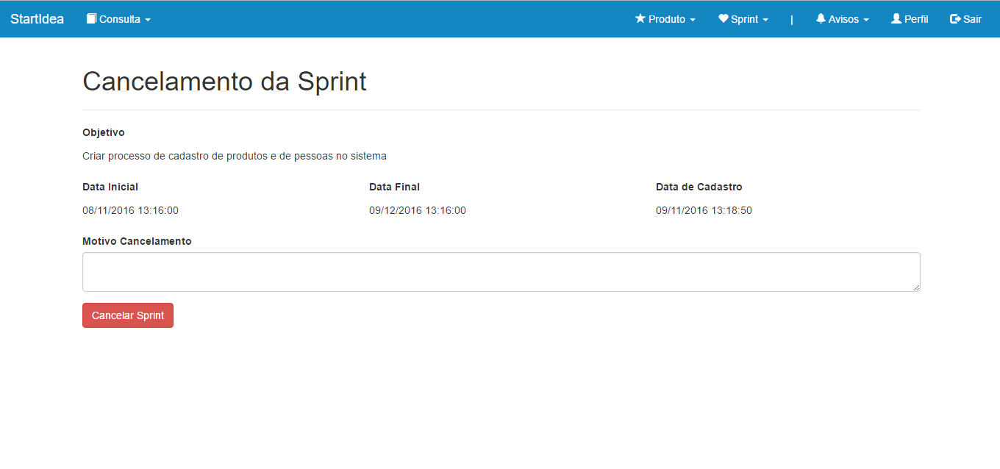 StartIdea Consulta Produto Sprint | Avisos Perfil Sair
Cancelamento da Sprint
Objetivo
Criar processo de cadastro de produtos e de pessoas no sistema
Data Inicial Data Final Data de Cadastro
08/11/2016 13:16:00 09/12/2016 13:16:00 09/11/2016 13:18:50
Motivo Cancelamento
Cancelar Sprint